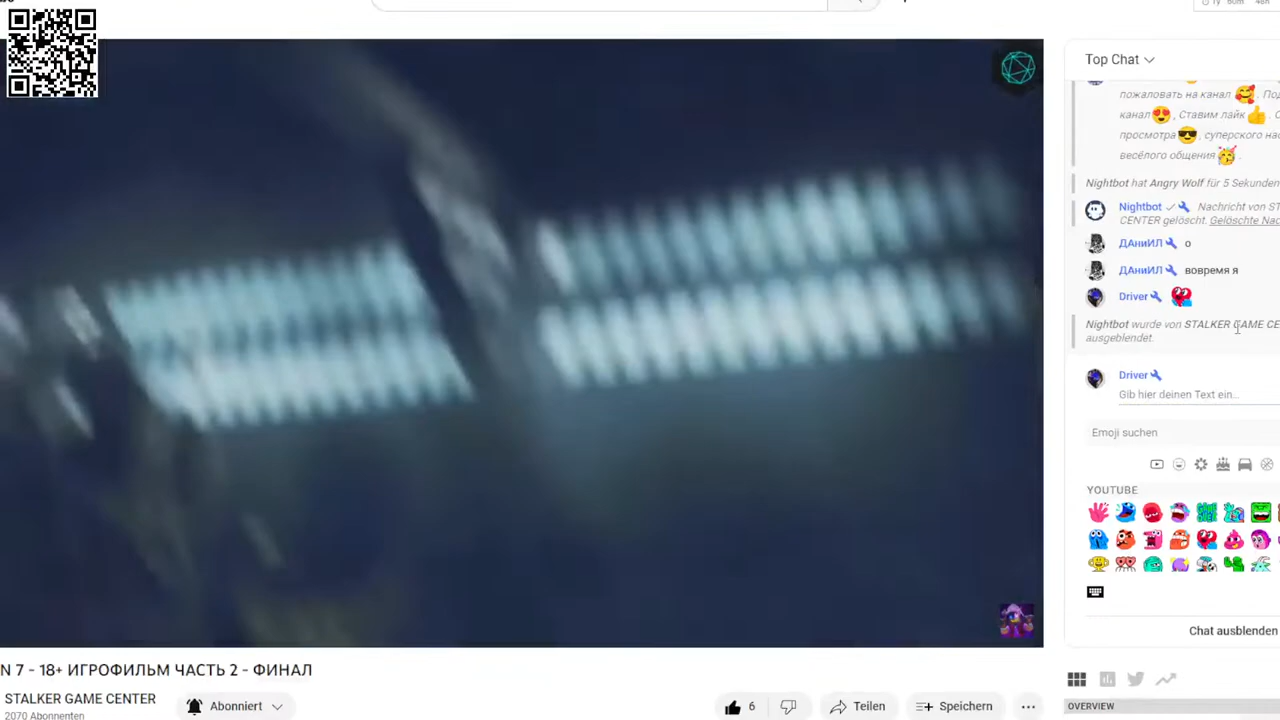 Top Chat
пожаловать на канал
канал , Ставим лайк
просмотра , суперского
весёлого общения .
Nightbot hat Angry Wolf für 5 Sekunden
Nightbot Nachricht von
CENTER gelöscht. Gelöschte
ДАниИЛ о
ДАниИЛ вовремя я
Driver
Nightbot wurde von STALKER GAME
ausgeblendet.
Driver
Gib hier deinen Text ein...
Emoji suchen
YOUTUBE
Chat ausblenden
N 7 - 18+ ИГРОФИЛЬМ ЧАСТЬ 2 - ФИНАЛ
STALKER GAME CENTER
2070 Abonnenten
Abonniert
6
Teilen
Speichern
OVERVIEW